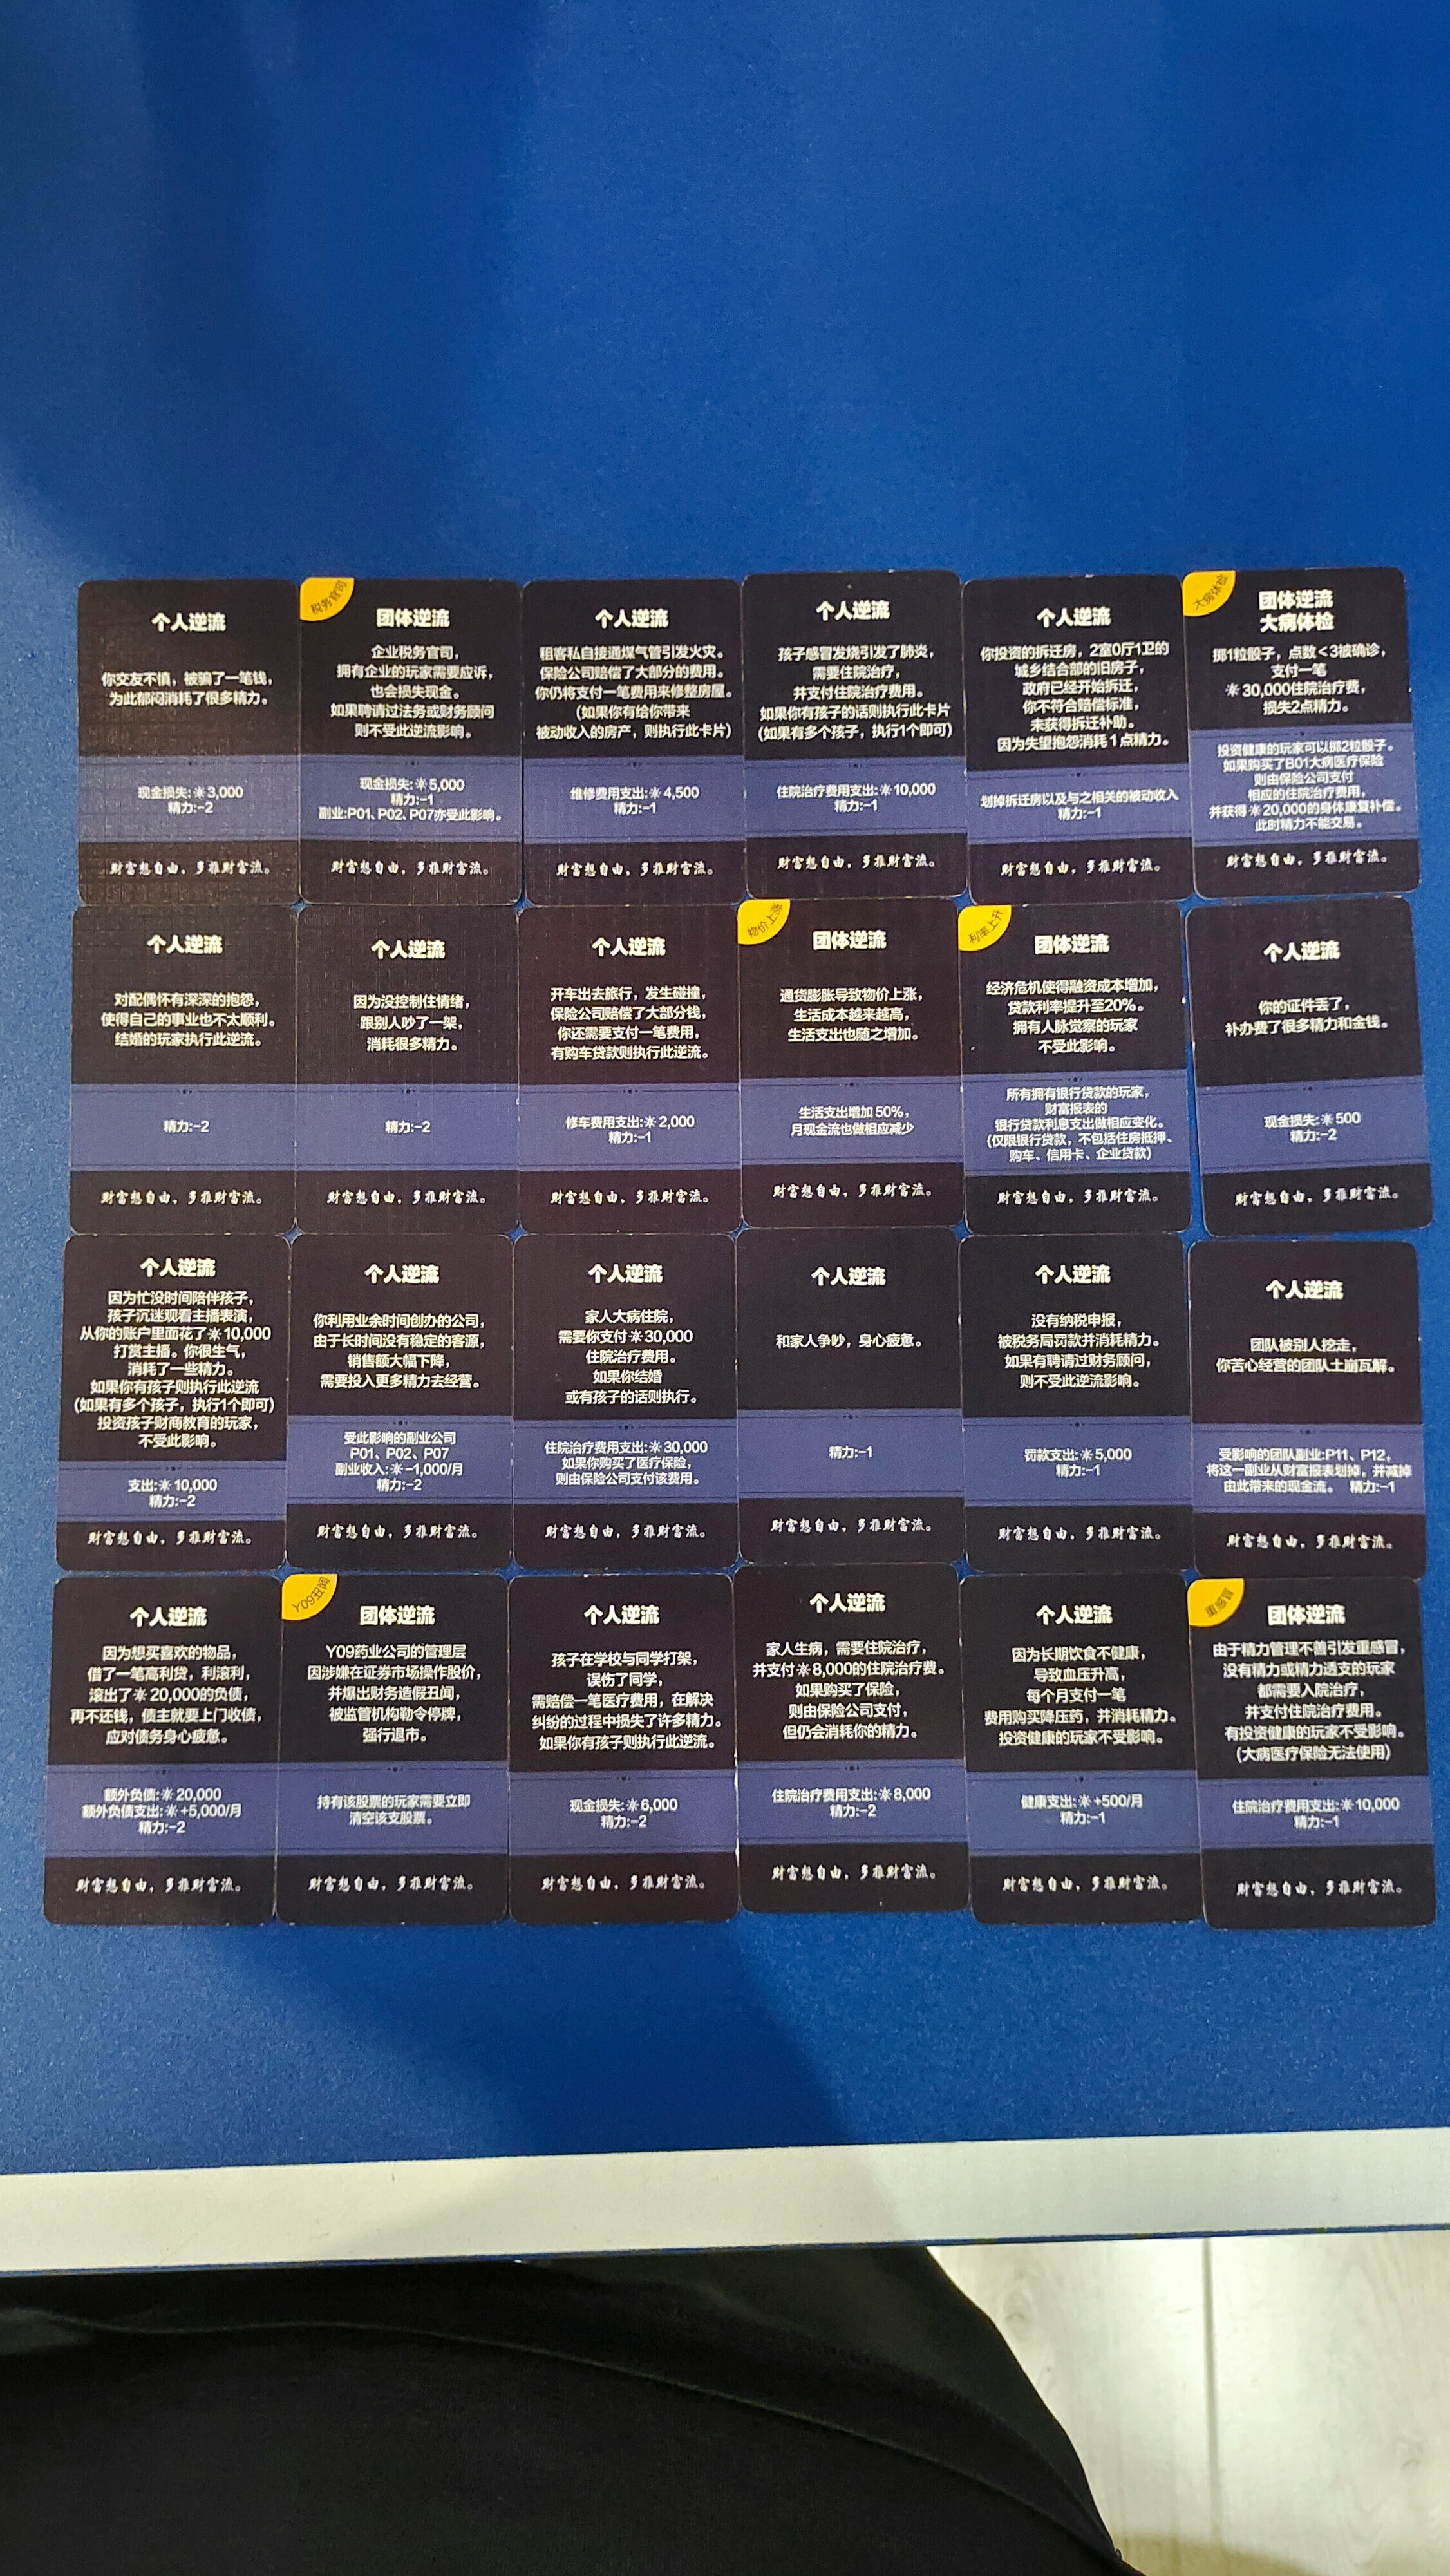 个人逆流
你交友不慎，被骗了一笔钱，
为此郁闷消耗了很多精力。
现金损失:☀3,000
精力:-2
财富想自由，多推财富流。
税务官司
团体逆流
企业税务官司，
拥有企业的玩家需要应诉，
也会损失现金。
如果聘请过法务或财务顾问
则不受此逆流影响。
现金损失:☀5,000
精力:-1
副业:P01、P02、P07亦受此影响。
财富想自由，多推财富流。
个人逆流
租客私自接通煤气管引发火灾。
保险公司赔偿了大部分的费用。
你仍将支付一笔费用来修整房屋。
(如果你有给你带来
被动收入的房产，则执行此卡片)
维修费用支出:☀4,500
精力:-1
财富想自由，多推财富流。
个人逆流
孩子感冒发烧引发了肺炎，
需要住院治疗，
并支付住院治疗费用。
如果你有孩子的话则执行此卡片
(如果有多个孩子，执行1个即可)
住院治疗费用支出:☀10,000
精力:-1
财富想自由，多推财富流。
个人逆流
你投资的拆迁房，2室0厅1卫的
城乡结合部的旧房子，
政府已经开始拆迁，
你不符合赔偿标准，
未获得拆迁补助。
因为失望抱怨消耗1点精力。
划掉拆迁房以及与之相关的被动收入
精力:-1
财富想自由，多推财富流。
大病体检
团体逆流
大病体检
掷1粒骰子，点数<3被确诊，
支付一笔
☀30,000住院治疗费，
损失2点精力。
投资健康的玩家可以掷2粒骰子。
如果购买了B01大病医疗保险
则由保险公司支付
相应的住院治疗费用，
并获得☀20,000的身体康复补偿。
此时精力不能交易。
财富想自由，多推财富流。
个人逆流
对配偶怀有深深的抱怨，
使得自己的事业也不太顺利。
结婚的玩家执行此逆流。
精力:-2
财富想自由，多推财富流。
个人逆流
因为没控制住情绪，
跟别人吵了一架，
消耗很多精力。
精力:-2
财富想自由，多推财富流。
个人逆流
开车出去旅行，发生碰撞，
保险公司赔偿了大部分钱，
你还需要支付一笔费用，
有购车贷款则执行此逆流。
修车费用支出:☀2,000
精力:-1
财富想自由，多推财富流。
物价上涨
团体逆流
通货膨胀导致物价上涨，
生活成本越来越高，
生活支出也随之增加。
生活支出增加50%，
月现金流也做相应减少
财富想自由，多推财富流。
利率上升
团体逆流
经济危机使得融资成本增加，
贷款利率提升至20%。
拥有人脉觉察的玩家
不受此影响。
所有拥有银行贷款的玩家，
财富报表的
银行贷款利息支出做相应变化。
(仅限银行贷款，不包括住房抵押、
购车、信用卡、企业贷款)
财富想自由，多推财富流。
个人逆流
你的证件丢了，
补办费了很多精力和金钱。
现金损失:☀500
精力:-2
财富想自由，多推财富流。
个人逆流
因为忙没时间陪伴孩子，
孩子沉迷观看主播表演，
从你的账户里面花了☀10,000
打赏主播。你很生气，
消耗了一些精力。
如果你有孩子则执行此逆流
(如果有多个孩子，执行1个即可)
投资孩子财商教育的玩家，
不受此影响。
支出:☀10,000
精力:-2
财富想自由，多推财富流。
个人逆流
你利用业余时间创办的公司，
由于长时间没有稳定的客源，
销售额大幅下降，
需要投入更多精力去经营。
受此影响的副业公司
P01、P02、P07
副业收入:☀-1,000/月
精力:-2
财富想自由，多推财富流。
个人逆流
家人大病住院，
需要你支付☀30,000
住院治疗费用。
如果你结婚
或有孩子的话则执行。
住院治疗费用支出:☀30,000
如果你购买了医疗保险，
则由保险公司支付该费用。
财富想自由，多推财富流。
个人逆流
和家人争吵，身心疲惫。
精力:-1
财富想自由，多推财富流。
个人逆流
没有纳税申报，
被税务局罚款并消耗精力。
如果有聘请过财务顾问，
则不受此逆流影响。
罚款支出:☀5,000
精力:-1
财富想自由，多推财富流。
个人逆流
团队被别人挖走，
你苦心经营的团队土崩瓦解。
受影响的团队副业:P11、P12，
将这一副业从财富报表划掉，并减掉
由此带来的现金流。 精力:-1
财富想自由，多推财富流。
个人逆流
因为想买喜欢的物品，
借了一笔高利贷，利滚利，
滚出了☀20,000的负债，
再不还钱，债主就要上门收债，
应对债务身心疲惫。
额外负债:☀20,000
额外负债支出:☀+5,000/月
精力:-2
财富想自由，多推财富流。
Y09丑闻
团体逆流
Y09药业公司的管理层
因涉嫌在证券市场操作股价，
并爆出财务造假丑闻，
被监管机构勒令停牌，
强行退市。
持有该股票的玩家需要立即
清空该支股票。
财富想自由，多推财富流。
个人逆流
孩子在学校与同学打架，
误伤了同学，
需赔偿一笔医疗费用，在解决
纠纷的过程中损失了许多精力。
如果你有孩子则执行此逆流。
现金损失:☀6,000
精力:-2
财富想自由，多推财富流。
个人逆流
家人生病，需要住院治疗，
并支付☀8,000的住院治疗费。
如果购买了保险，
则由保险公司支付，
但仍会消耗你的精力。
住院治疗费用支出:☀8,000
精力:-2
财富想自由，多推财富流。
个人逆流
因为长期饮食不健康，
导致血压升高，
每个月支付一笔
费用购买降压药，并消耗精力。
投资健康的玩家不受影响。
健康支出:☀+500/月
精力:-1
财富想自由，多推财富流。
重感冒
团体逆流
由于精力管理不善引发重感冒，
没有精力或精力透支的玩家
都需要入院治疗，
并支付住院治疗费用。
有投资健康的玩家不受影响。
(大病医疗保险无法使用)
住院治疗费用支出:☀10,000
精力:-1
财富想自由，多推财富流。